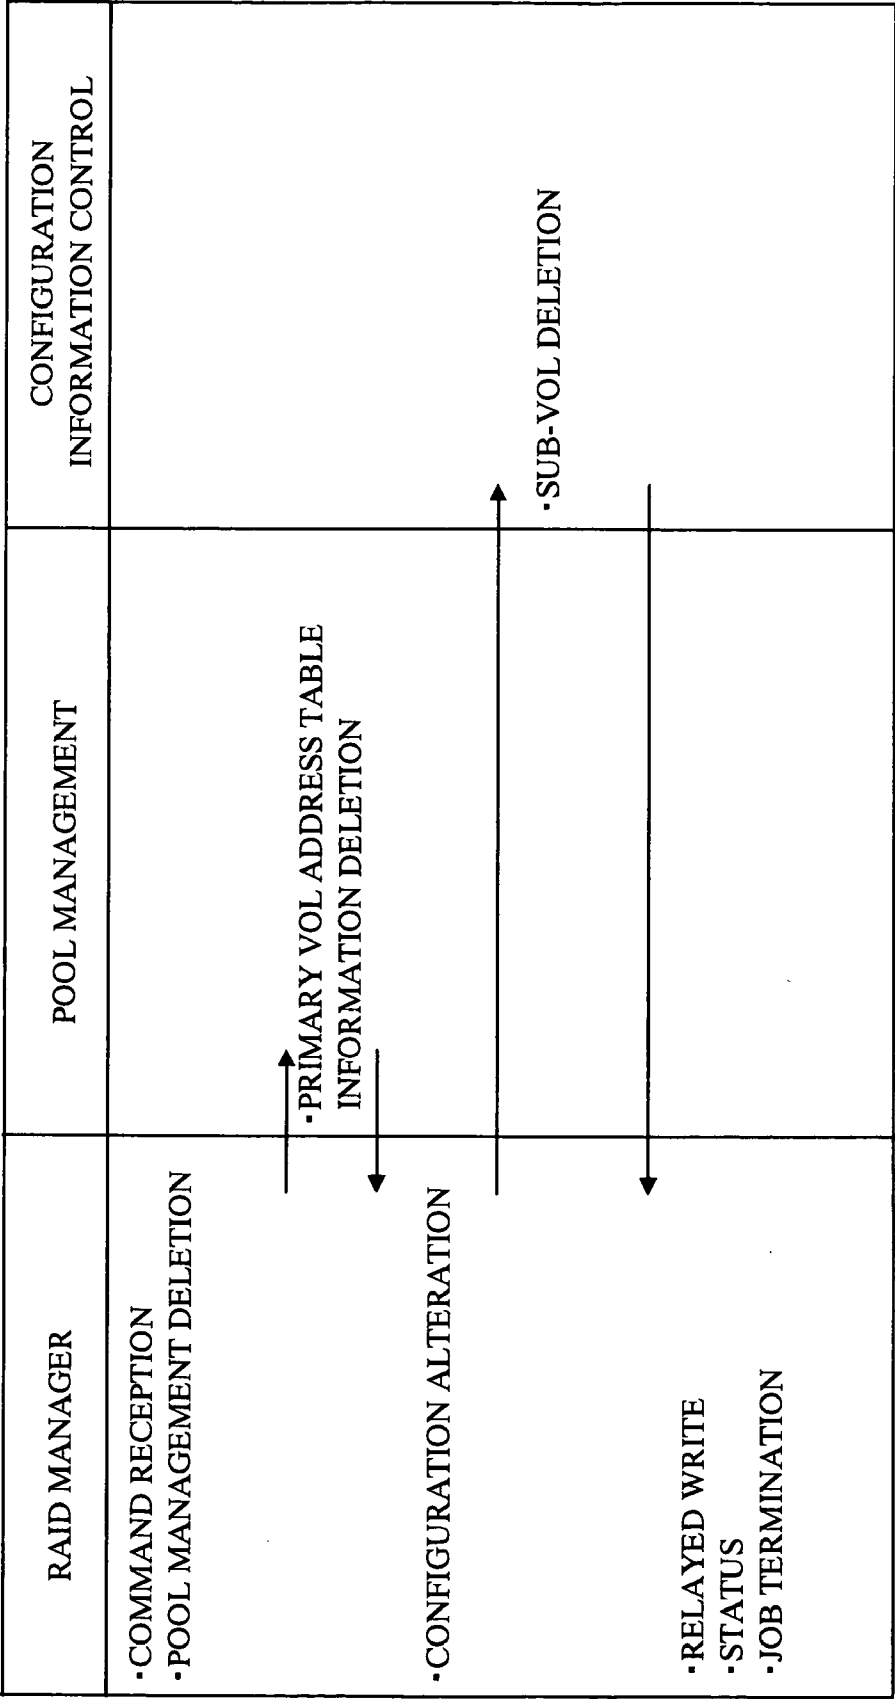 RAID MANAGER
POOL MANAGEMENT
CONFIGURATION
INFORMATION CONTROL
·COMMAND RECEPTION
·POOL MANAGEMENT DELETION
·PRIMARY VOL ADDRESS TABLE
INFORMATION DELETION
·CONFIGURATION ALTERATION
·SUB-VOL DELETION
·RELAYED WRITE
·STATUS
·JOB TERMINATION